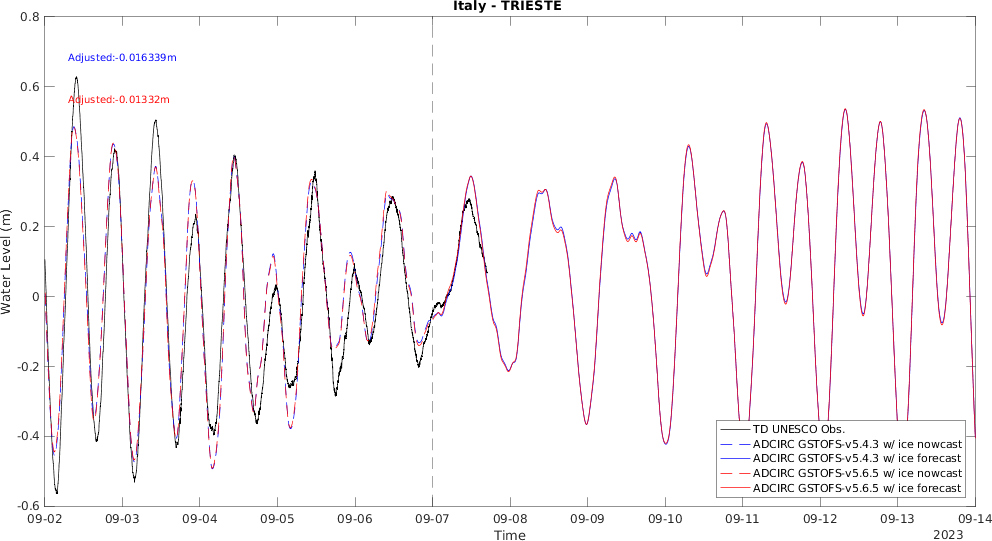 Italy - TRIESTE
Adjusted:-0.016339m
Adjusted:-0.01332m
Water Level (m)
0.8
0.6
0.4
0.2
0
-0.2
-0.4
-0.6
TD UNESCO Obs.
ADCIRC GSTOFS-v5.4.3 w/ ice nowcast
ADCIRC GSTOFS-v5.4.3 w/ ice forecast
ADCIRC GSTOFS-v5.6.5 w/ ice nowcast
ADCIRC GSTOFS-v5.6.5 w/ ice forecast
09-02 09-03 09-04 09-05 09-06 09-07 09-08 09-09 09-10 09-11 09-12 09-13 09-14
Time
2023